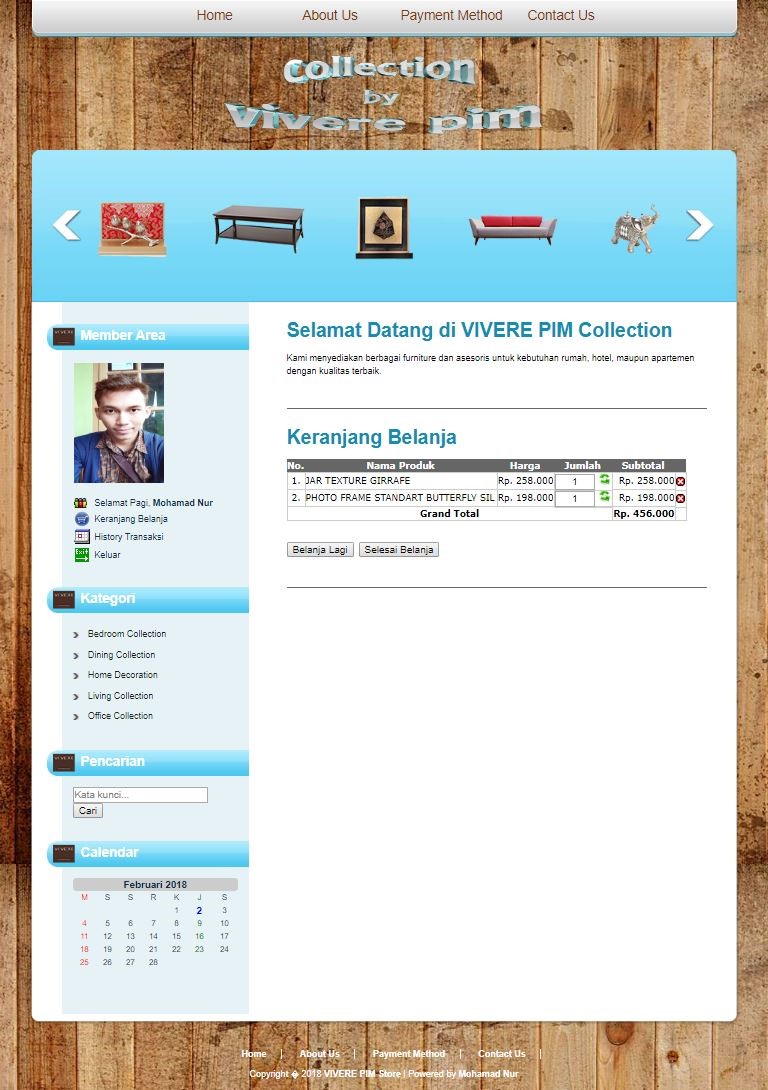 Home About Us Payment Method Contact Us
Collection
by
Vivere pim
VIVERE Member Area
Selamat Pagi, Mohamad Nur
Keranjang Belanja
History Transaksi
Exit Keluar
VIVERE Kategori
Bedroom Collection
Dining Collection
Home Decoration
Living Collection
Office Collection
VIVERE Pencarian
Kata kunci...
Cari
VIVERE Calendar
Februari 2018
M S S R K J S
1 2 3
4 5 6 7 8 9 10
11 12 13 14 15 16 17
18 19 20 21 22 23 24
25 26 27 28
Selamat Datang di VIVERE PIM Collection
Kami menyediakan berbagai furniture dan asesoris untuk kebutuhan rumah, hotel, maupun apartemen
dengan kualitas terbaik.
Keranjang Belanja
No. Nama Produk Harga Jumlah Subtotal
1. JAR TEXTURE GIRRAFE Rp. 258.000 1 Rp. 258.000
2. PHOTO FRAME STANDART BUTTERFLY SIL Rp. 198.000 1 Rp. 198.000
Grand Total Rp. 456.000
Belanja Lagi Selesai Belanja
Home | About Us | Payment Method | Contact Us |
Copyright � 2018 VIVERE PIM Store | Powered by Mohamad Nur